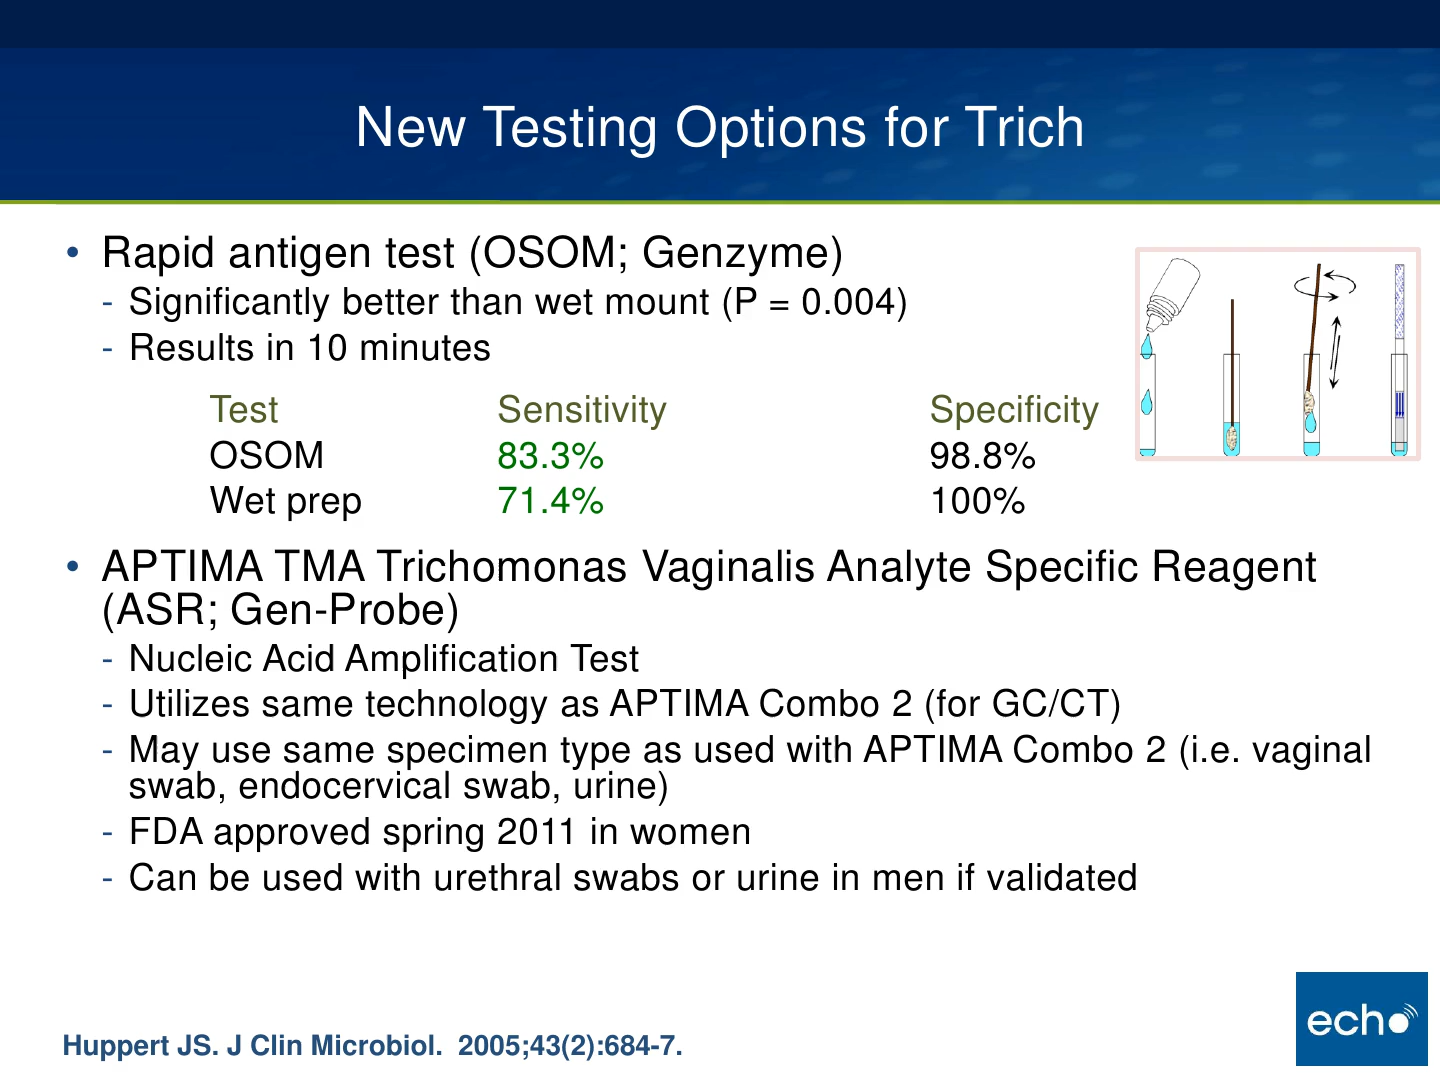 New Testing Options for Trich
• Rapid antigen test (OSOM; Genzyme)
- Significantly better than wet mount (P = 0.004)
- Results in 10 minutes
Test Sensitivity Specificity
OSOM 83.3% 98.8%
Wet prep 71.4% 100%
• APTIMA TMA Trichomonas Vaginalis Analyte Specific Reagent
(ASR; Gen-Probe)
- Nucleic Acid Amplification Test
- Utilizes same technology as APTIMA Combo 2 (for GC/CT)
- May use same specimen type as used with APTIMA Combo 2 (i.e. vaginal
swab, endocervical swab, urine)
- FDA approved spring 2011 in women
- Can be used with urethral swabs or urine in men if validated
Huppert JS. J Clin Microbiol. 2005;43(2):684-7.
echo